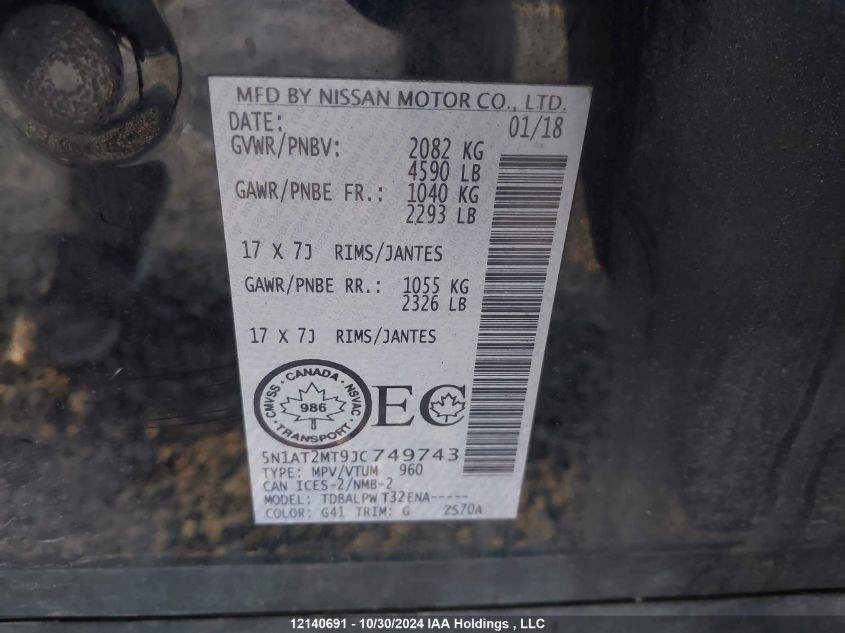 MFD BY NISSAN MOTOR CO., LTD.
DATE: 01/18
GVWR/PNBV: 2082 KG
4590 LB
GAWR/PNBE FR.: 1040 KG
2293 LB
17 X 7J RIMS/JANTES
GAWR/PNBE RR.: 1055 KG
2326 LB
17 X 7J RIMS/JANTES
CMVSS · CANADA · NSVAC
986
TRANSPORT
EC
5N1AT2MT9JC749743
TYPE: MPV/VTUM 960
CAN ICES-2/NMB-2
MODEL: TDBALPW T32ENA-----
COLOR: G41 TRIM: G 2S70A
12140691 - 10/30/2024 IAA Holdings , LLC